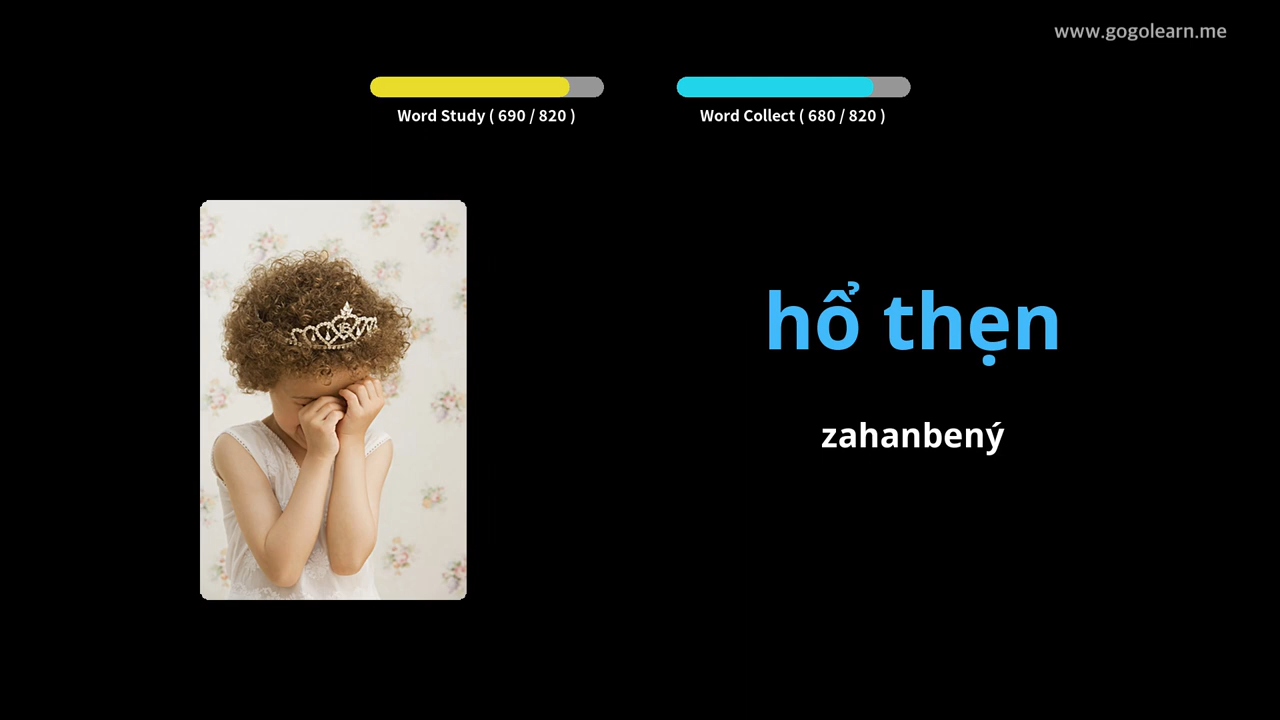 www.gogolearn.me
Word Study ( 690 / 820 )
Word Collect ( 680 / 820 )
hổ thẹn
zahanbený